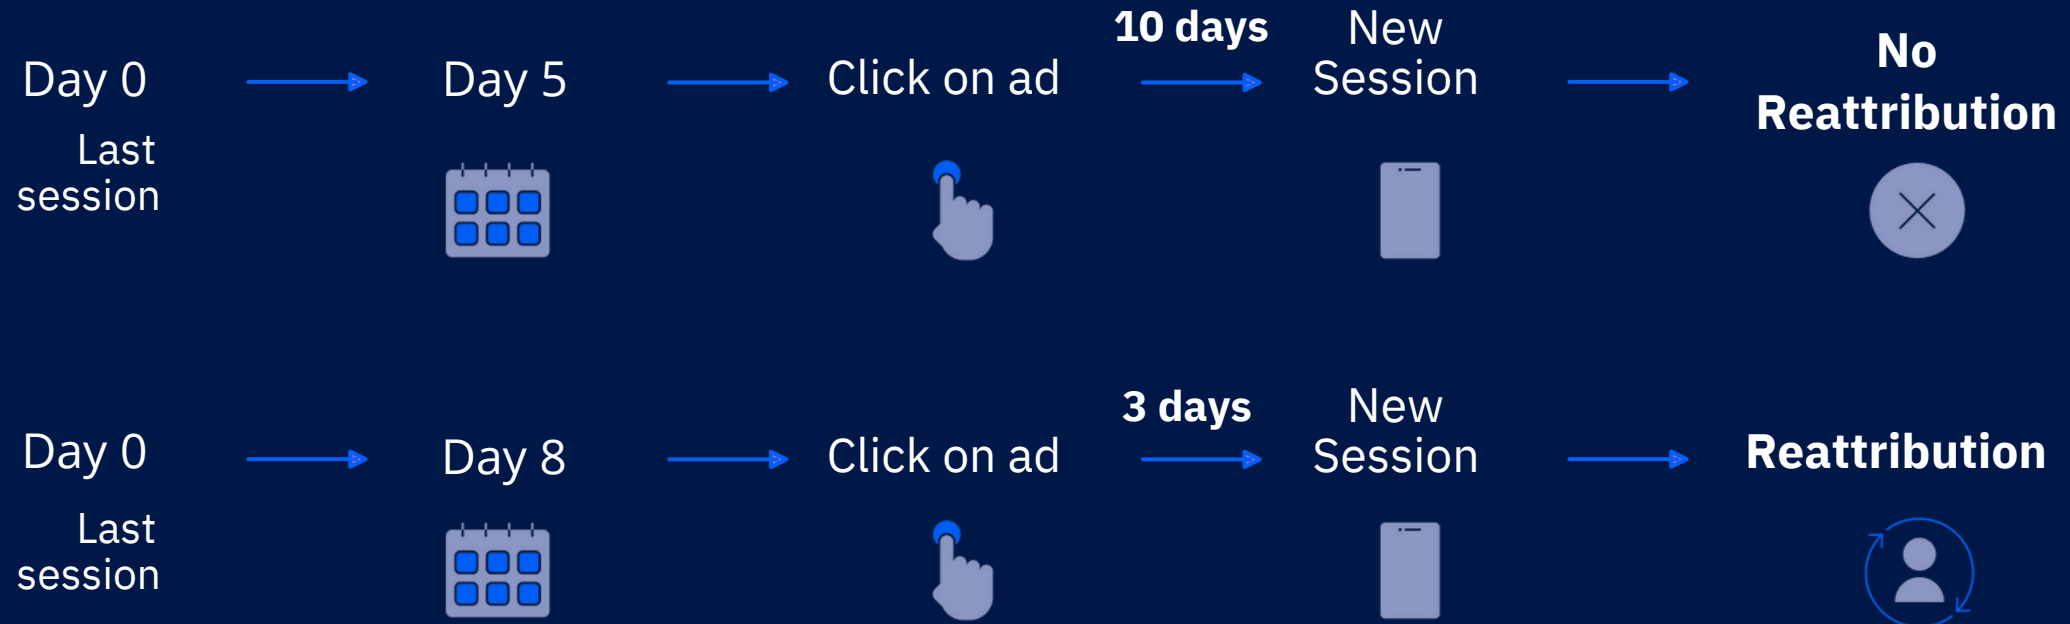 Day 0
Last
session
Day 5
Click on ad
10 days
New
Session
No
Reattribution
Day 0
Last
session
Day 8
Click on ad
3 days
New
Session
Reattribution